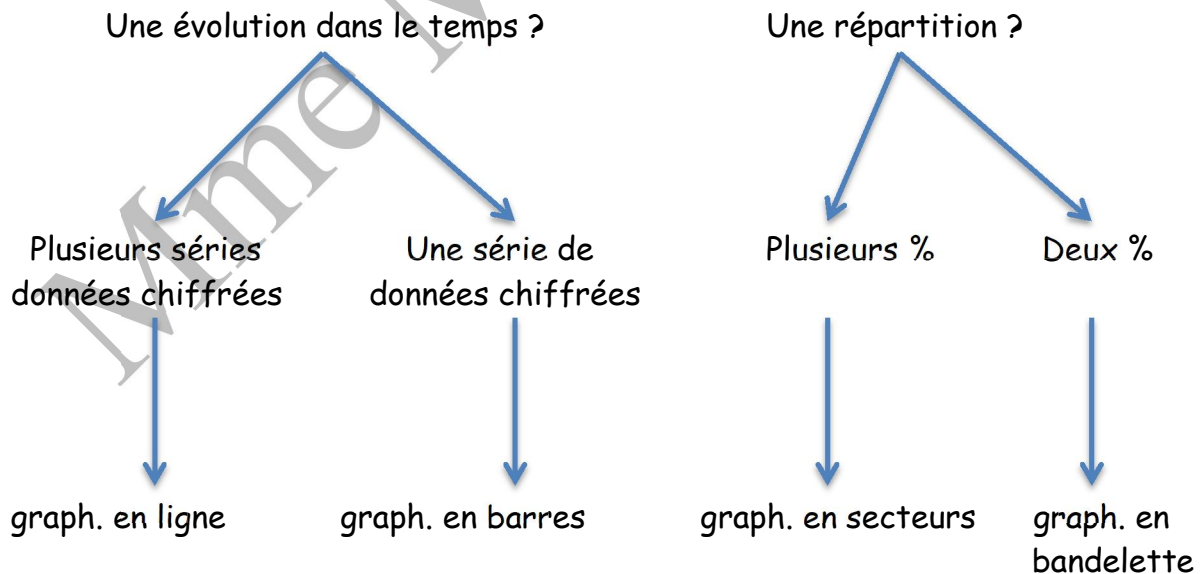 Une évolution dans le temps ?
Une répartition ?
Plusieurs séries
données chiffrées
Une série de
données chiffrées
Plusieurs %
Deux %
graph. en ligne
graph. en barres
graph. en secteurs
graph. en
bandelette
Mme